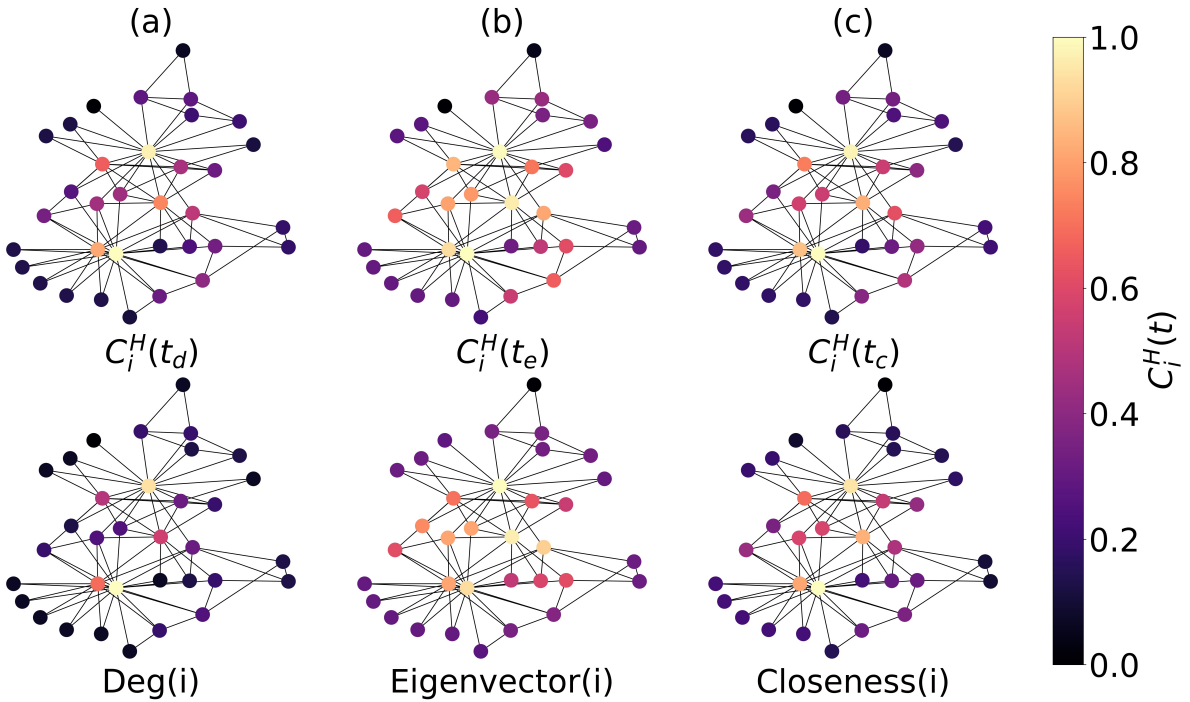 (a)
(b)
(c)
C_i^H(t_d)
C_i^H(t_e)
C_i^H(t_c)
Deg(i)
Eigenvector(i)
Closeness(i)
1.0
0.8
0.6
0.4
0.2
0.0
C_i^H(t)